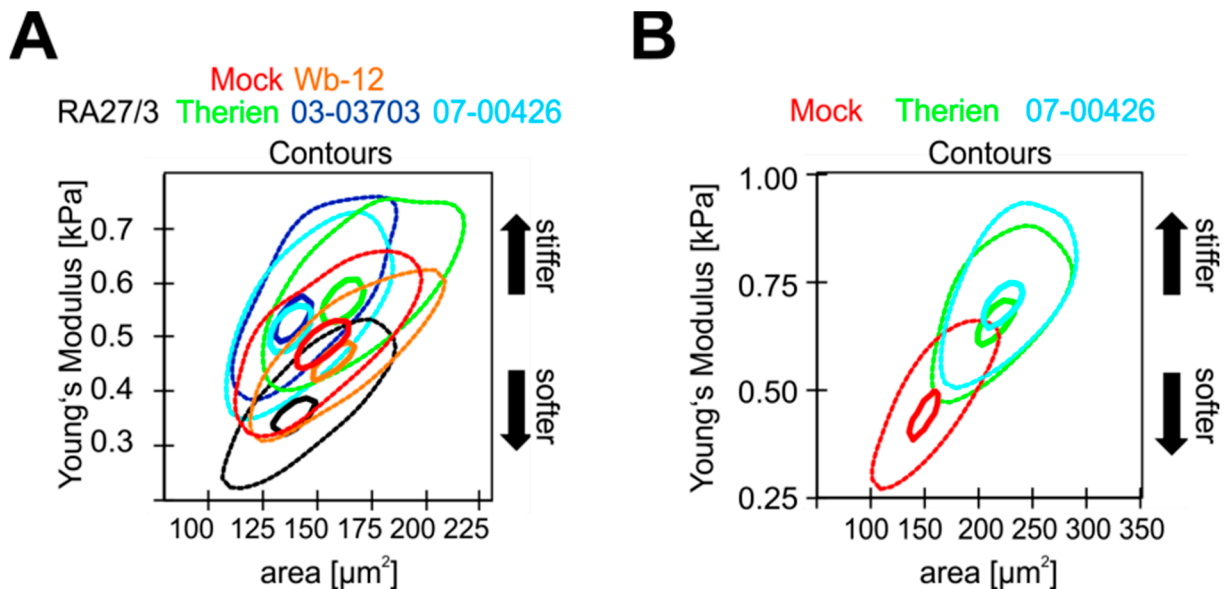 A
Mock Wb-12
RA27/3 Therien 03-03703 07-00426
Contours
Young‘s Modulus [kPa]
0.7
0.6
0.5
0.4
0.3
100 125 150 175 200 225
area [µm²]
stiffer
softer
B
Mock Therien 07-00426
Contours
Young‘s Modulus [kPa]
1.00
0.75
0.50
0.25
100 150 200 250 300 350
area [µm²]
stiffer
softer